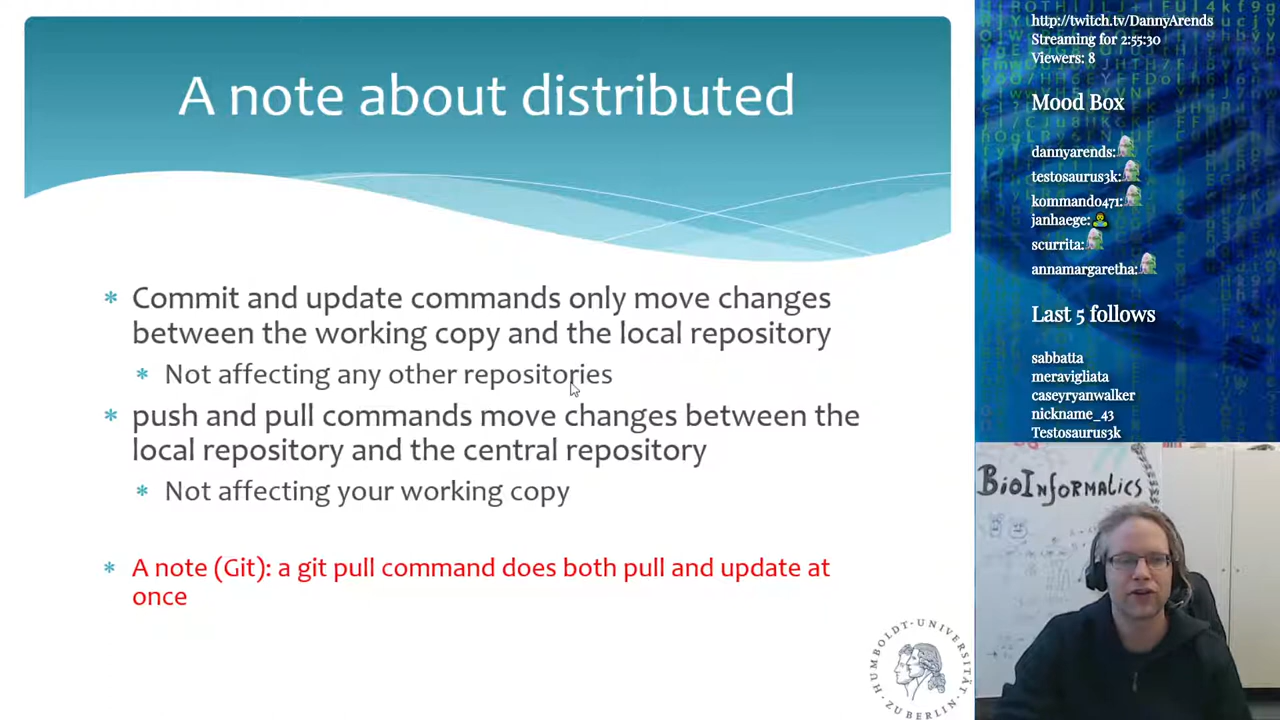 A note about distributed
Commit and update commands only move changes
between the working copy and the local repository
Not affecting any other repositories
push and pull commands move changes between the
local repository and the central repository
Not affecting your working copy
A note (Git): a git pull command does both pull and update at
once
HUMBOLDT-UNIVERSITÄT
ZU BERLIN
http://twitch.tv/DannyArends
Streaming for 2:55:30
Viewers: 8
Mood Box
dannyarends:
testosaurus3k:
kommando471:
janhaege:
scurrita:
annamargaretha:
Last 5 follows
sabbatta
meravigliata
caseyryanwalker
nickname_43
Testosaurus3k
BioInformatics